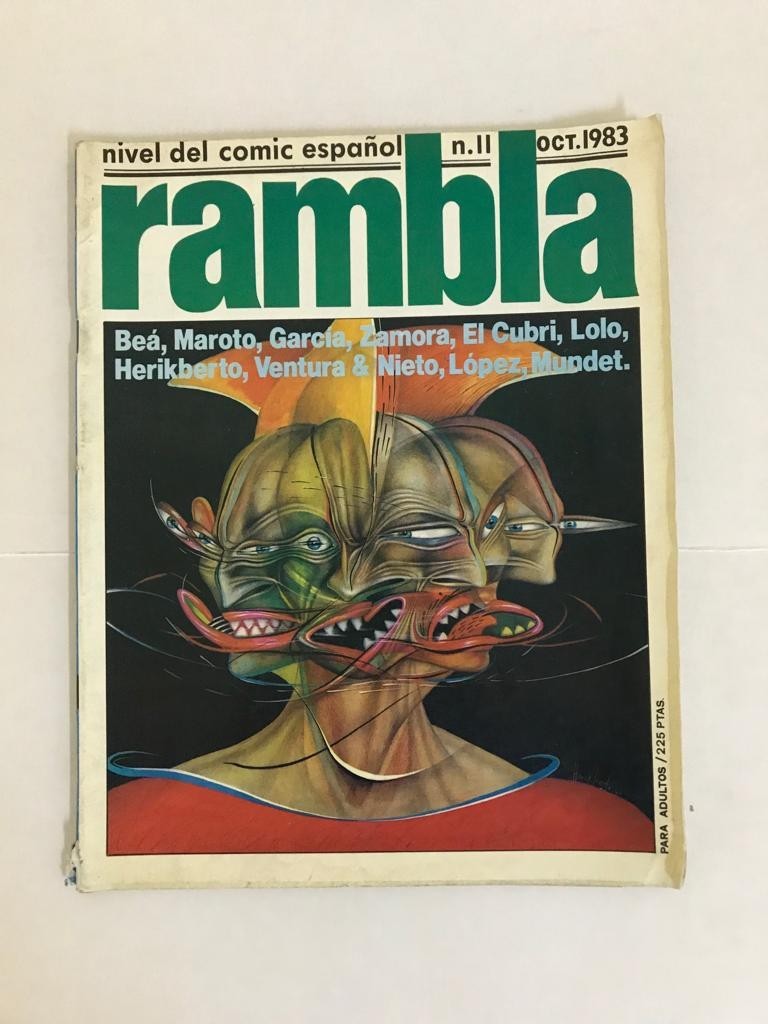 nivel del comic español n.11 OCT.1983
rambla
Beá, Maroto, García, Zamora, El Cubri, Lolo,
Herikberto, Ventura & Nieto, López, Mundet.
PARA ADULTOS / 225 PTAS.